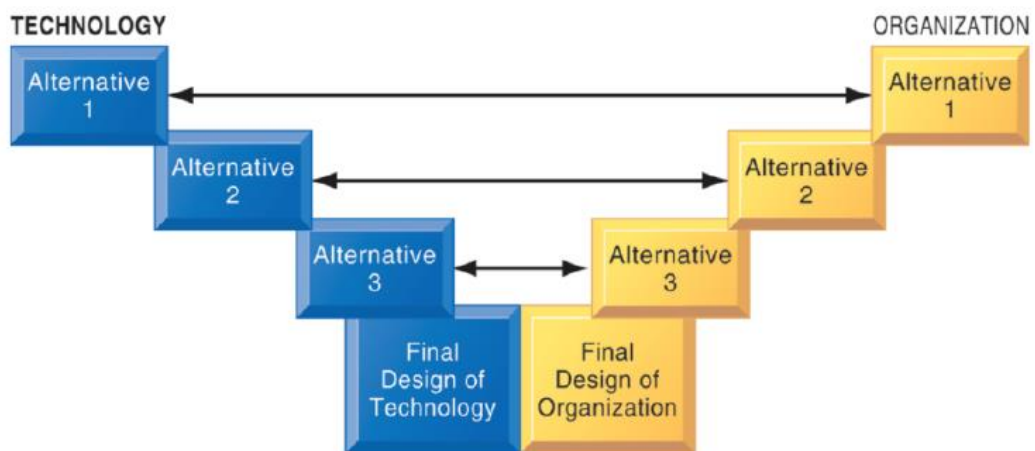 TECHNOLOGY
ORGANIZATION
Alternative
1
Alternative
1
Alternative
2
Alternative
2
Alternative
3
Alternative
3
Final
Design of
Technology
Final
Design of
Organization